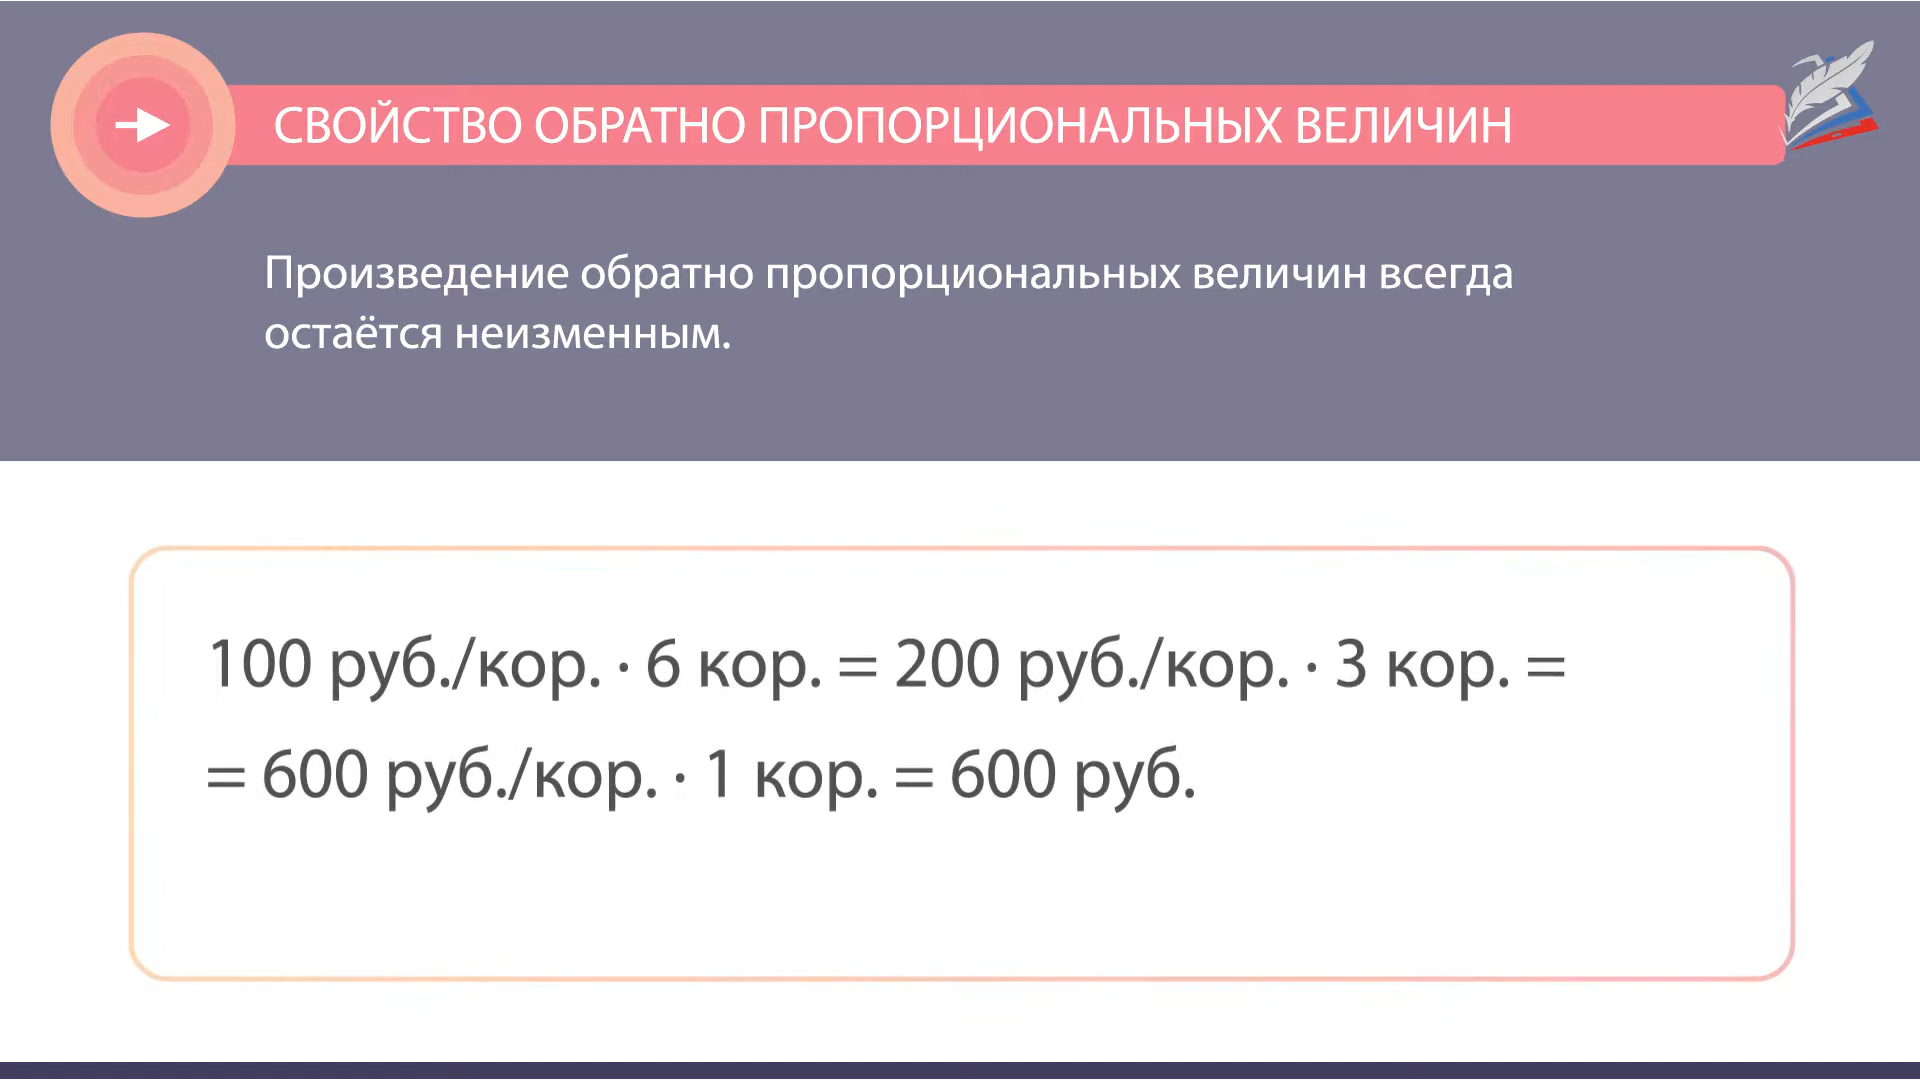 СВОЙСТВО ОБРАТНО ПРОПОРЦИОНАЛЬНЫХ ВЕЛИЧИН
Произведение обратно пропорциональных величин всегда
остаётся неизменным.
100 руб./кор. · 6 кор. = 200 руб./кор. · 3 кор. =
= 600 руб./кор. · 1 кор. = 600 руб.